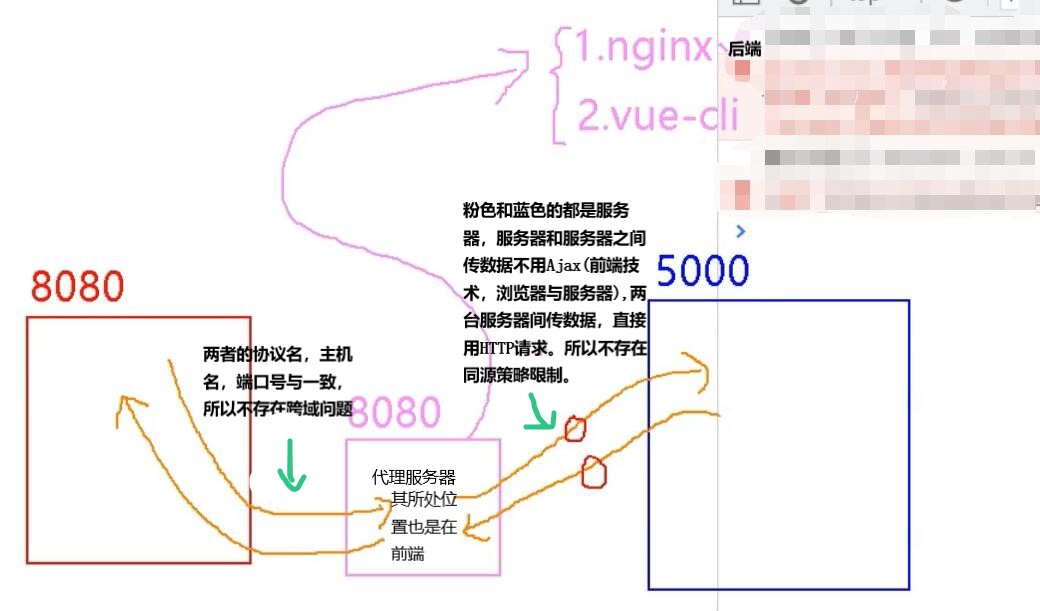 1.nginx
后端
2.vue-cli
粉色和蓝色的都是服务
器，服务器和服务器之间
传数据不用Ajax(前端技
术，浏览器与服务器),两
台服务器间传数据，直接
用HTTP请求。所以不存在
同源策略限制。
5000
8080
两者的协议名，主机
名，端口号与一致，
所以不存在跨域问题
8080
代理服务器
其所处位
置也是在
前端